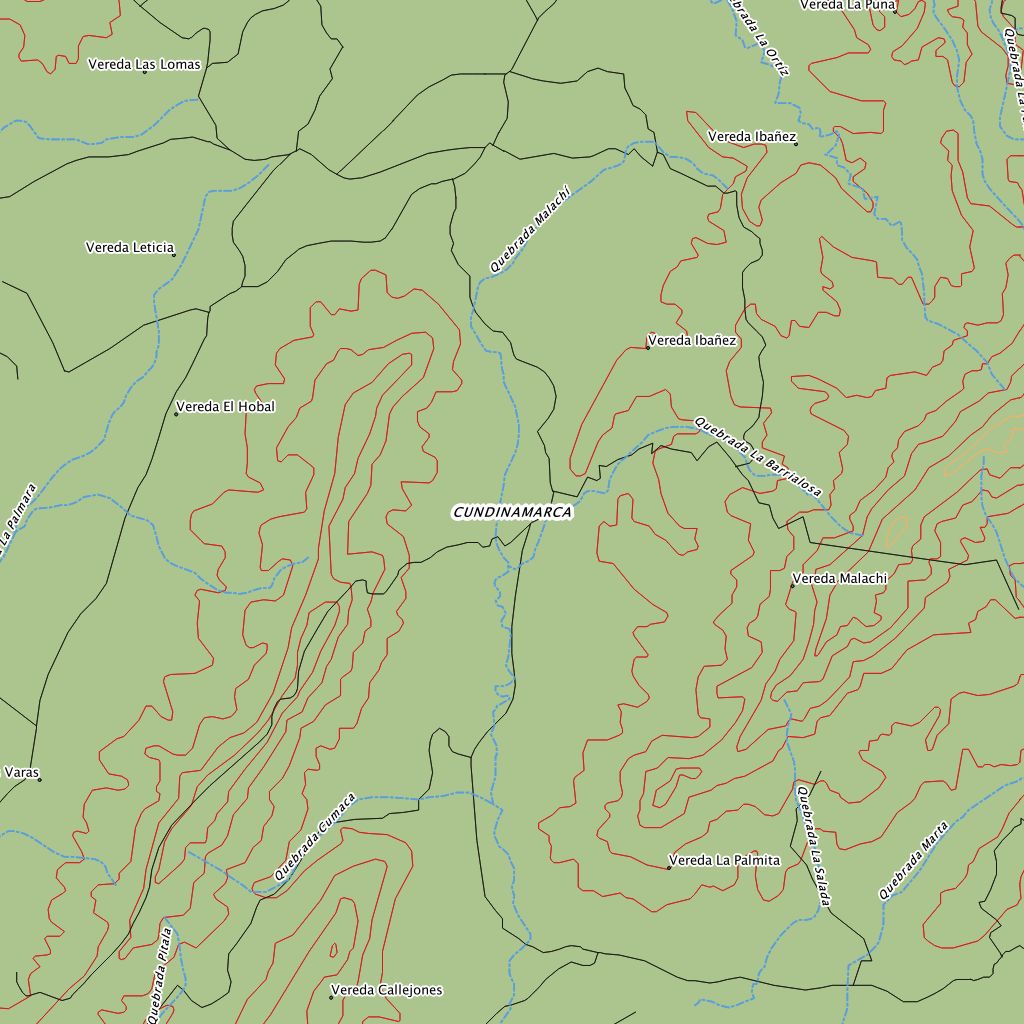 Vereda La Puna
Quebrada La Ortíz
Vereda Las Lomas
Vereda Ibañez
Quebrada Malachí
Vereda Leticia
Vereda Ibañez
Vereda El Hobal
Quebrada La Barrialosa
La Palmara
CUNDINAMARCA
Vereda Malachi
Varas
Quebrada Cumaca
Quebrada La Salada
Quebrada Marta
Vereda La Palmita
Quebrada Pitala
Vereda Callejones